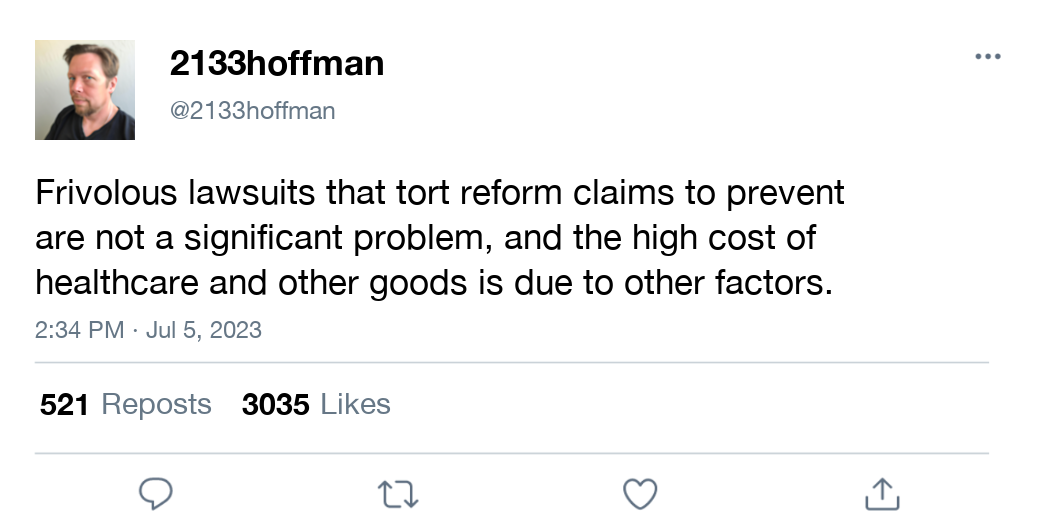 2133hoffman
@2133hoffman
Frivolous lawsuits that tort reform claims to prevent
are not a significant problem, and the high cost of
healthcare and other goods is due to other factors.
2:34 PM · Jul 5, 2023
521 Reposts 3035 Likes